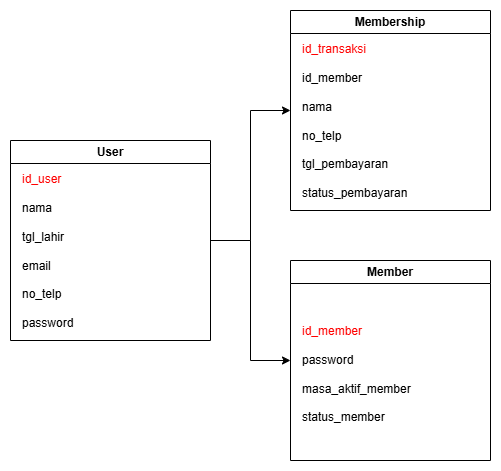 Membership
id_transaksi
id_member
nama
no_telp
tgl_pembayaran
status_pembayaran
User
id_user
nama
tgl_lahir
email
no_telp
password
Member
id_member
password
masa_aktif_member
status_member